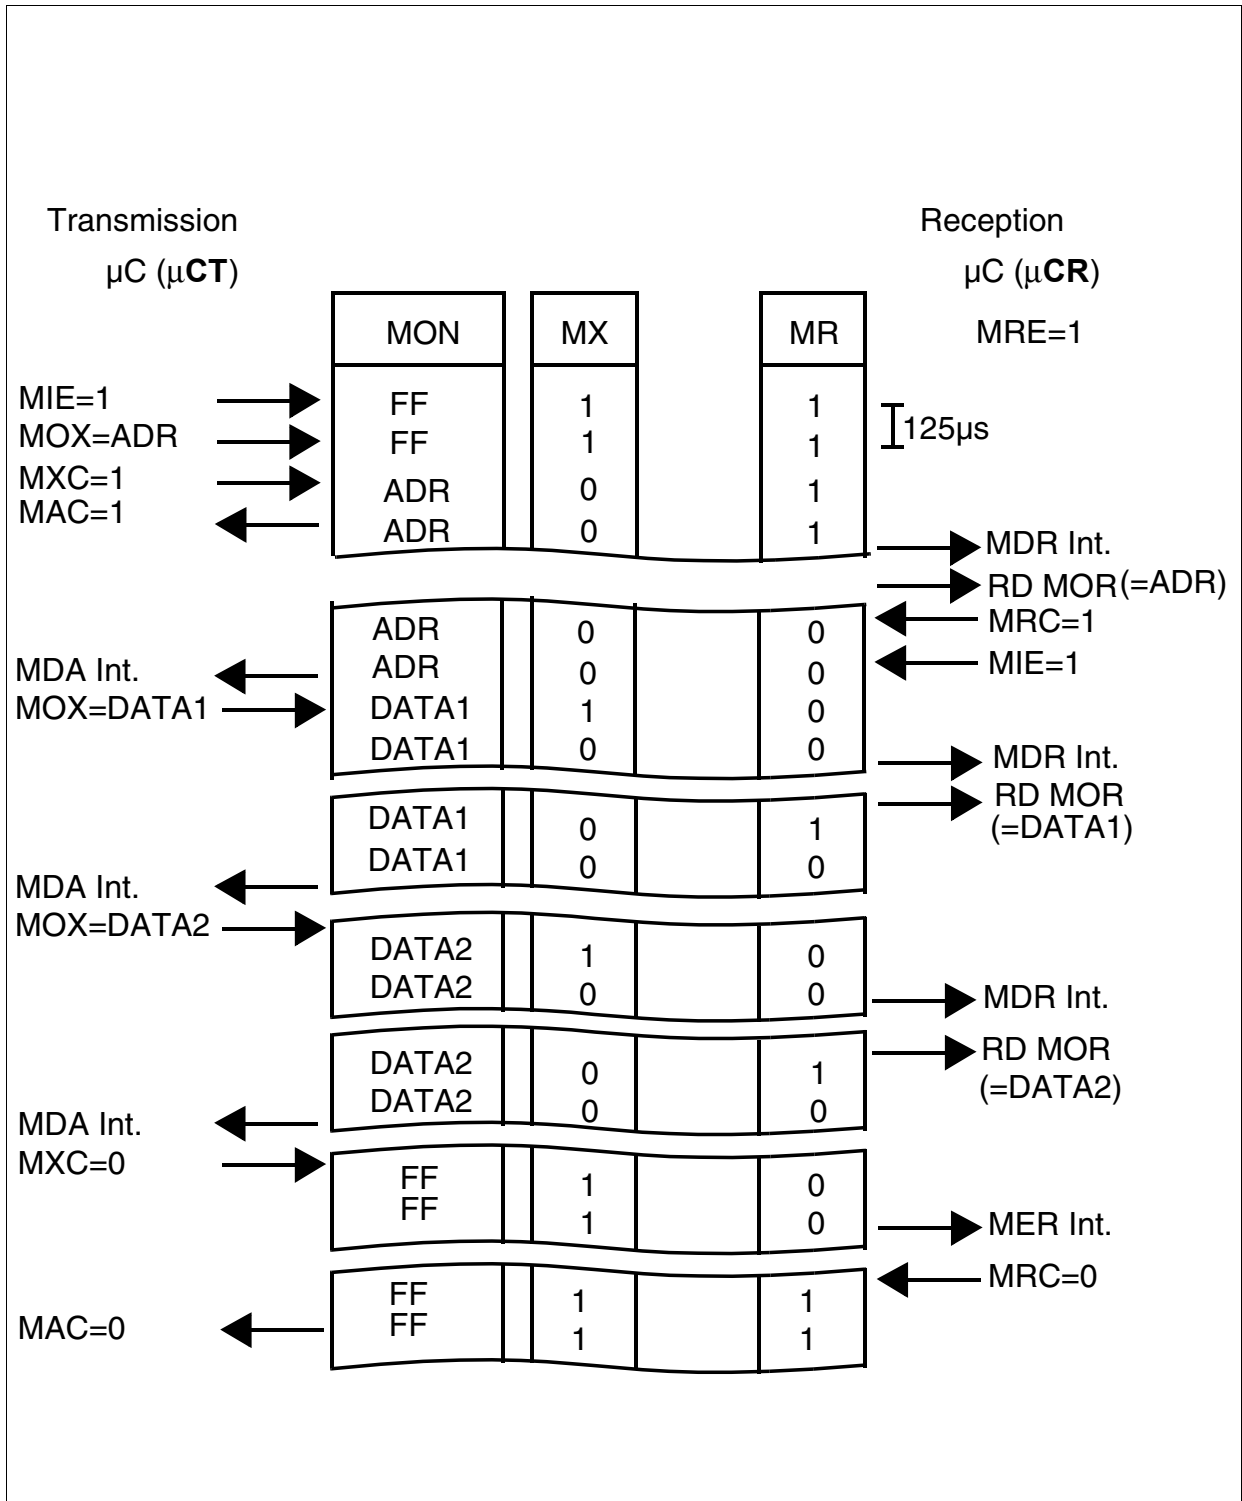 Transmission Reception
µC (µCT) µC (µCR)
MON MX MR MRE=1
MIE=1 FF 1 1
125µs
MOX=ADR FF 1 1
MXC=1 ADR 0 1
MAC=1 ADR 0 1
MDR Int.
RD MOR (=ADR)
ADR 0 0 MRC=1
MDA Int. ADR 0 0 MIE=1
MOX=DATA1 DATA1 1 0
DATA1 0 0 MDR Int.
RD MOR
DATA1 0 1 (=DATA1)
DATA1 0 0
MDA Int.
MOX=DATA2
DATA2 1 0
DATA2 0 0 MDR Int.
DATA2 0 1 RD MOR
DATA2 0 0 (=DATA2)
MDA Int.
MXC=0
FF 1 0
FF 1 0 MER Int.
MRC=0
FF 1 1
MAC=0 FF 1 1